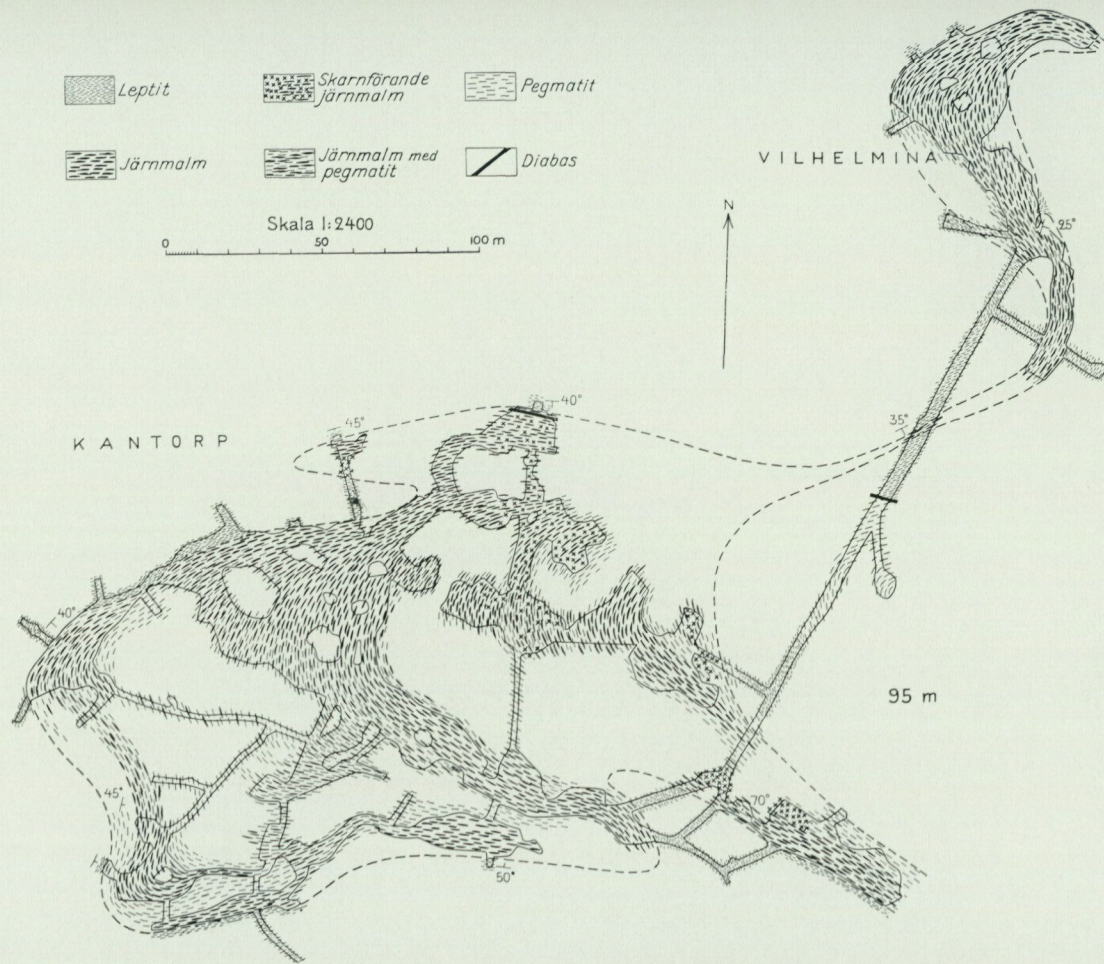 Leptit
Skarnförande
järnmalm
Pegmatit
Järnmalm
Järnmalm med
pegmatit
Diabas
Skala 1:2400
0 50 100 m
N
VILHELMINA
25°
35°
40°
45°
KANTORP
40°
95 m
45°
70°
50°